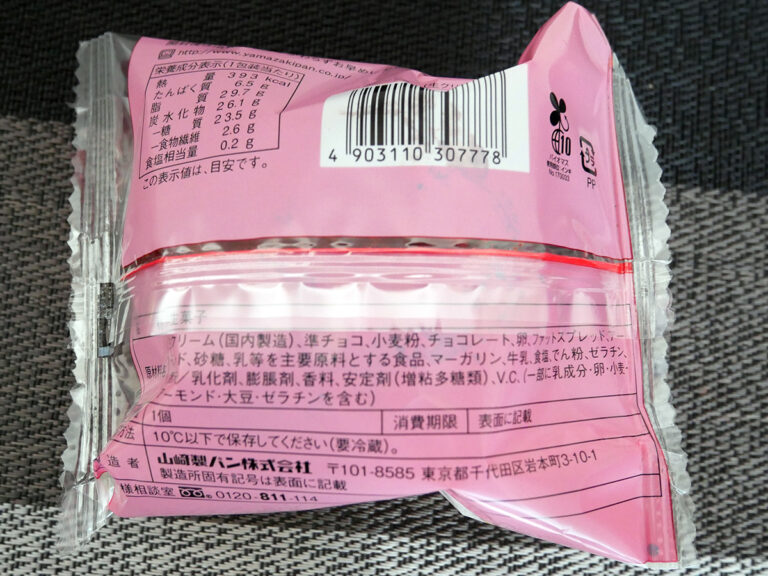 http://www.yamazakipan.co.jp/
栄養成分表示(1包装当たり)
熱量 393 kcal
たんぱく質 6.5 g
脂質 29.7 g
炭水化物 26.1 g
ー糖質 23.5 g
ー食物繊維 2.6 g
食塩相当量 0.2 g
この表示値は、目安です。
4 903110 307778
バイオマス
No.170033
PP
生菓子
クリーム(国内製造)、準チョコ、小麦粉、チョコレート、卵、ファットスプレッド、アー
ド、砂糖、乳等を主要原料とする食品、マーガリン、牛乳、食塩、でん粉、ゼラチン、
/乳化剤、膨脹剤、香料、安定剤(増粘多糖類)、V.C、(一部に乳成分・卵・小麦・
ーモンド・大豆・ゼラチンを含む)
1個 消費期限 表面に記載
10℃以下で保存してください(要冷蔵)。
造者 山崎製パン株式会社 〒101-8585 東京都千代田区岩本町3-10-1
製造所固有記号は表面に記載
様相談室 0120-811-114